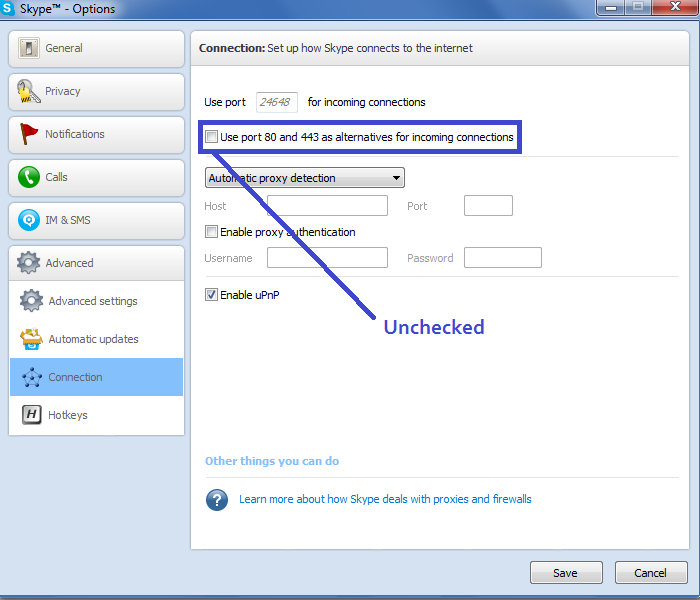 Skype™ - Options
General
Privacy
Notifications
Calls
IM & SMS
Advanced
Advanced settings
Automatic updates
Connection
H Hotkeys
Connection: Set up how Skype connects to the internet
Use port 24648 for incoming connections
Use port 80 and 443 as alternatives for incoming connections
Automatic proxy detection
Host Port
Enable proxy authentication
Username Password
Enable uPnP
Unchecked
Other things you can do
? Learn more about how Skype deals with proxies and firewalls
Save Cancel